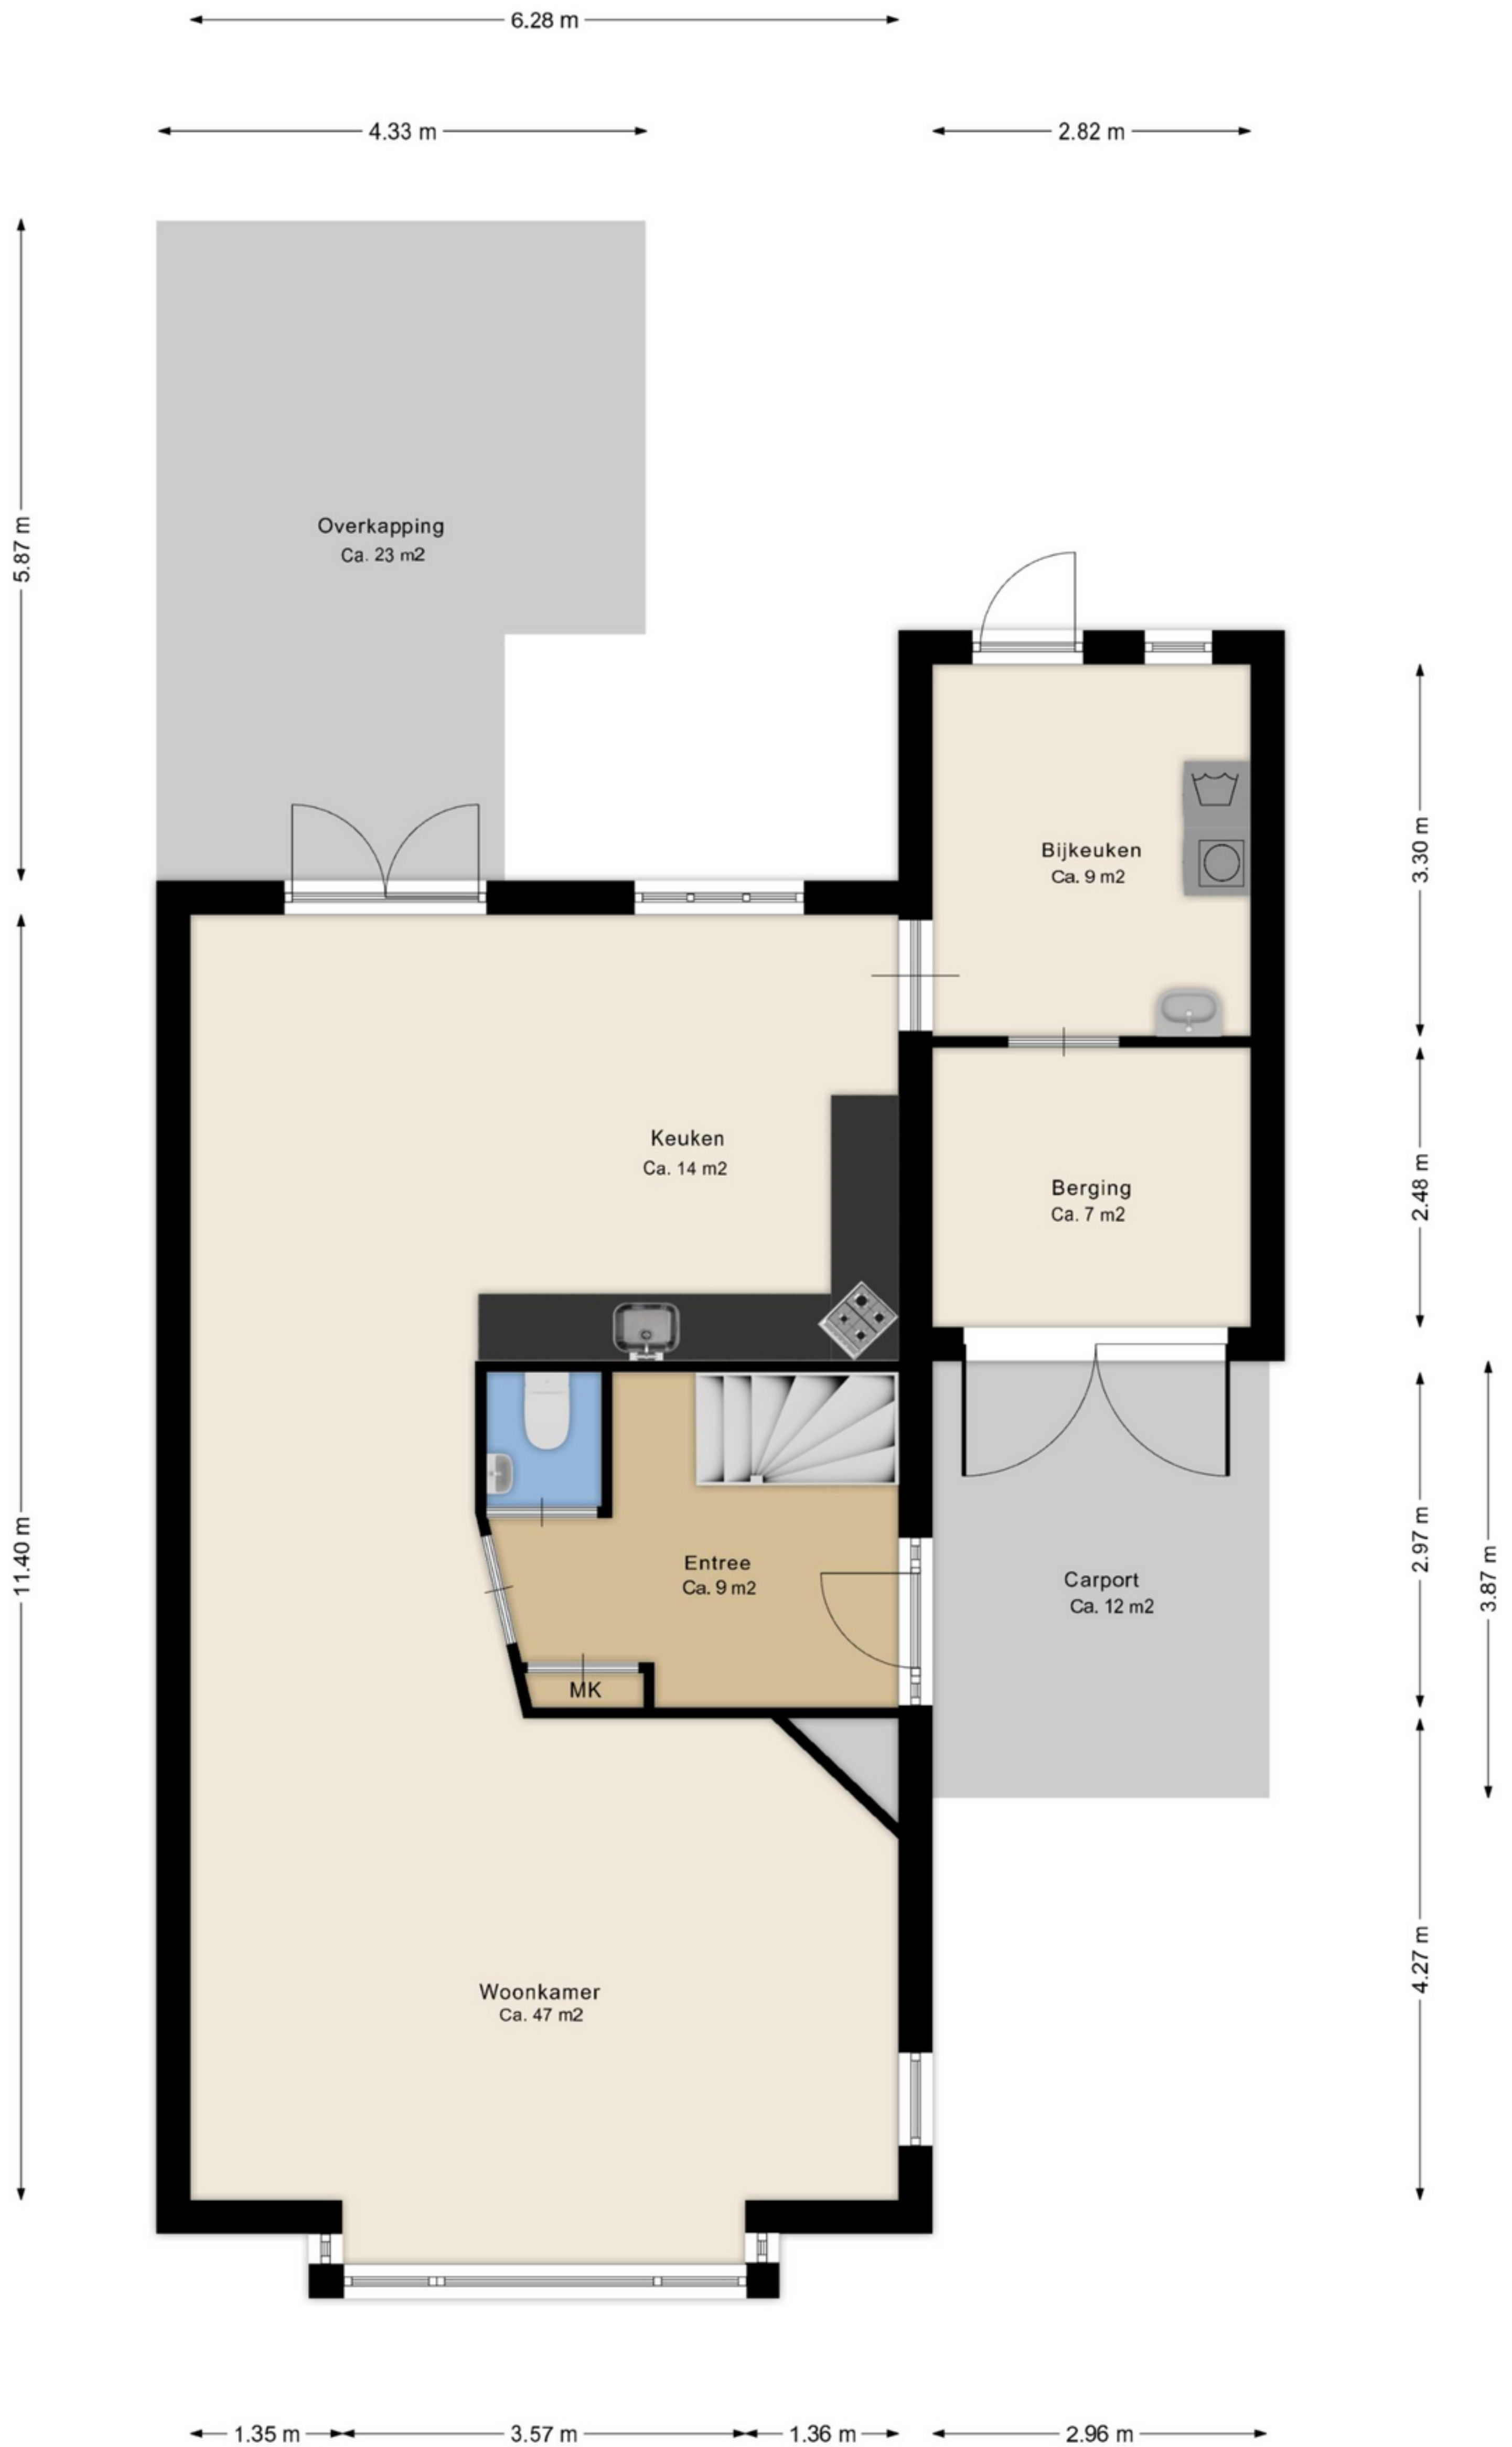 6.28 m
4.33 m
2.82 m
5.87 m
Overkapping
Ca. 23 m2
3.30 m
Bijkeuken
Ca. 9 m2
Keuken
Ca. 14 m2
2.48 m
Berging
Ca. 7 m2
11.40 m
Entree
Ca. 9 m2
2.97 m
3.87 m
Carport
Ca. 12 m2
MK
4.27 m
Woonkamer
Ca. 47 m2
1.35 m
3.57 m
1.36 m
2.96 m